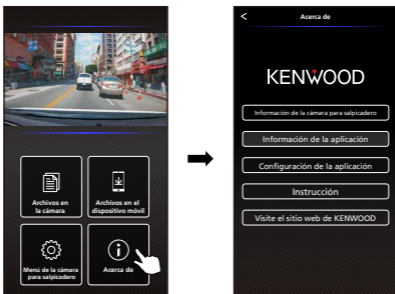 Archivos en
la cámara
Archivos en el
dispositivo móvil
Menú de la cámara
para salpicadero
Acerca de
Acerca de
KENWOOD
Información de la cámara para salpicadero
Información de la aplicación
Configuración de la aplicación
Instrucción
Visite el sitio web de KENWOOD